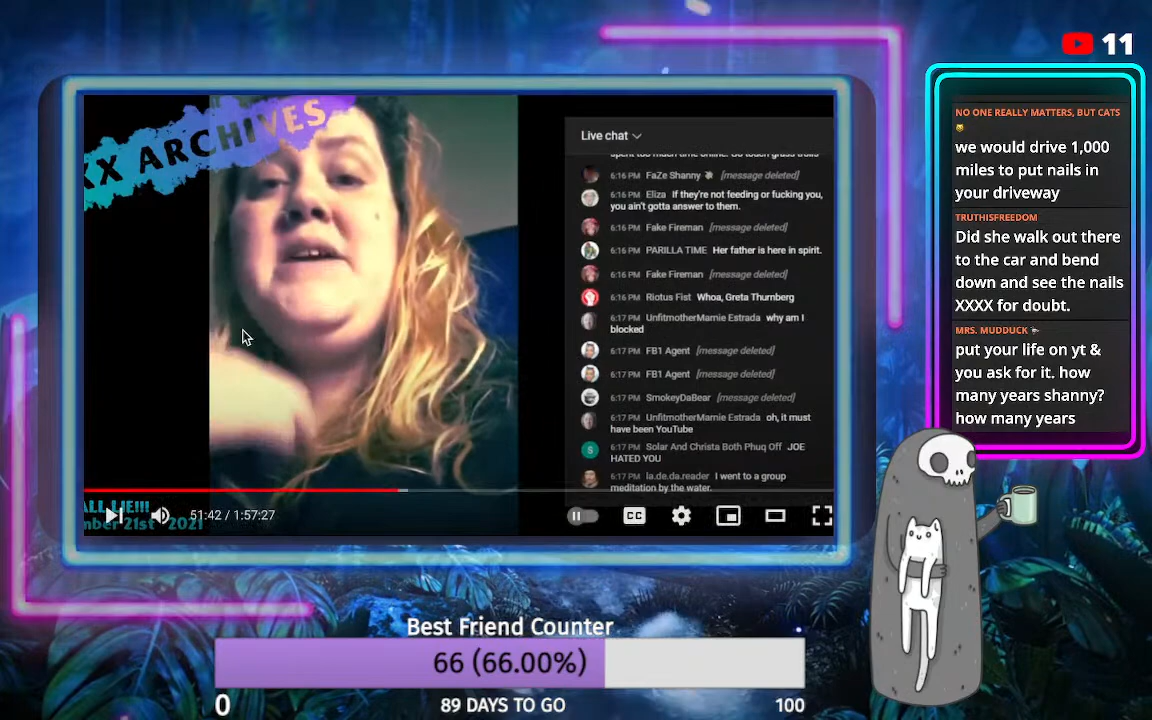 11
XX ARCHIVES
Live chat
6:16 PM FaZe Shanny [message deleted]
6:16 PM Eliza If they're not feeding or fucking you,
you ain't gotta answer to them.
6:16 PM Fake Fireman [message deleted]
6:16 PM PARILLA TIME Her father is here in spirit.
6:16 PM Fake Fireman [message deleted]
6:16 PM Riotus Fist Whoa, Greta Thumberg
6:17 PM UnfitmotherMamie Estrada why am I
blocked
6:17 PM FB1 Agent [message deleted]
6:17 PM FB1 Agent [message deleted]
6:17 PM SmokeyDaBear [message deleted]
6:17 PM UnfitmotherMamie Estrada oh, it must
have been YouTube
S 6:17 PM Solar And Christa Both Phuq Off JOE
HATED YOU
6:17 PM la.de.da.reader I went to a group
meditation by the water.
ALL LIE!!!
mber 21st 2021
51:42 / 1:57:27
CC
NO ONE REALLY MATTERS, BUT CATS
we would drive 1,000
miles to put nails in
your driveway
TRUTHISFREEDOM
Did she walk out there
to the car and bend
down and see the nails
XXXX for doubt.
MRS. MUDDUCK
put your life on yt &
you ask for it. how
many years shanny?
how many years
Best Friend Counter
66 (66.00%)
0 89 DAYS TO GO 100